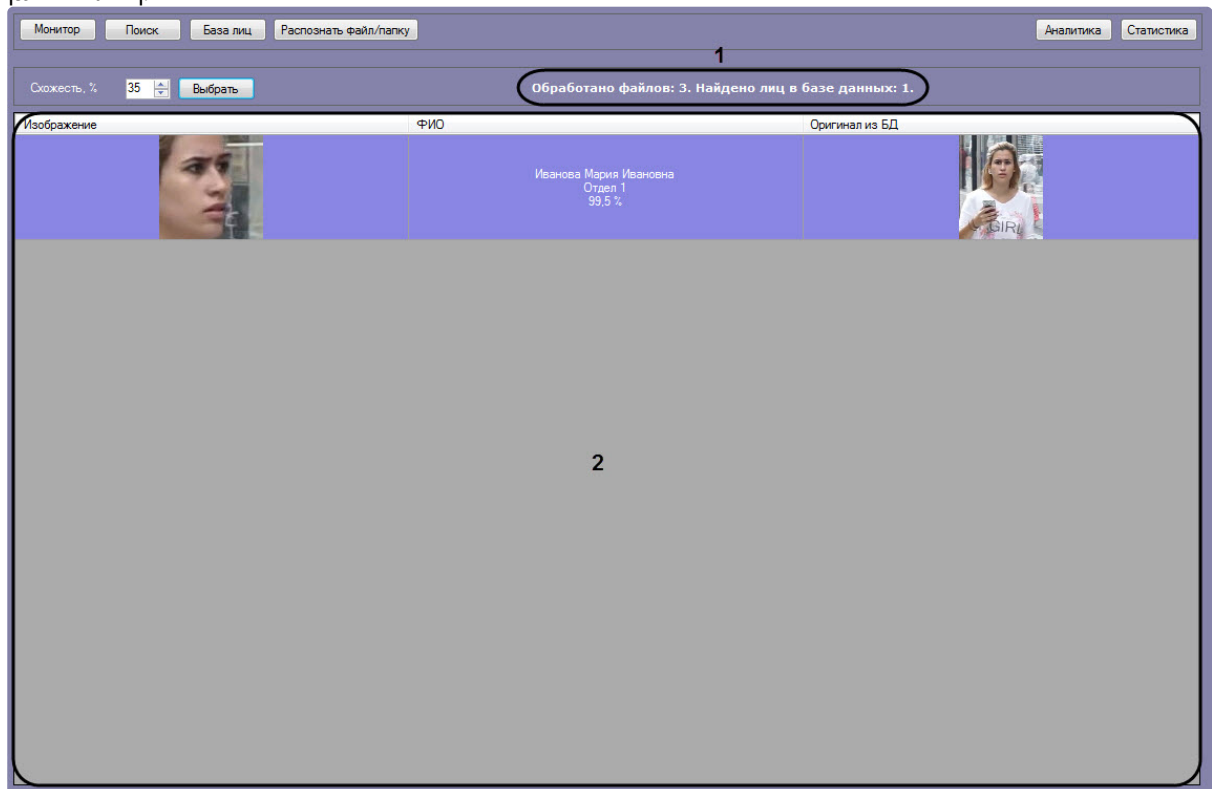 Монитор Поиск База лиц Распознать файл/папку Аналитика Статистика
1
Схожесть, % 35 Выбрать Обработано файлов: 3. Найдено лиц в базе данных: 1.
Изображение ФИО Оригинал из БД
Иванова Мария Ивановна
Отдел 1
99,5 %
GIRL
2